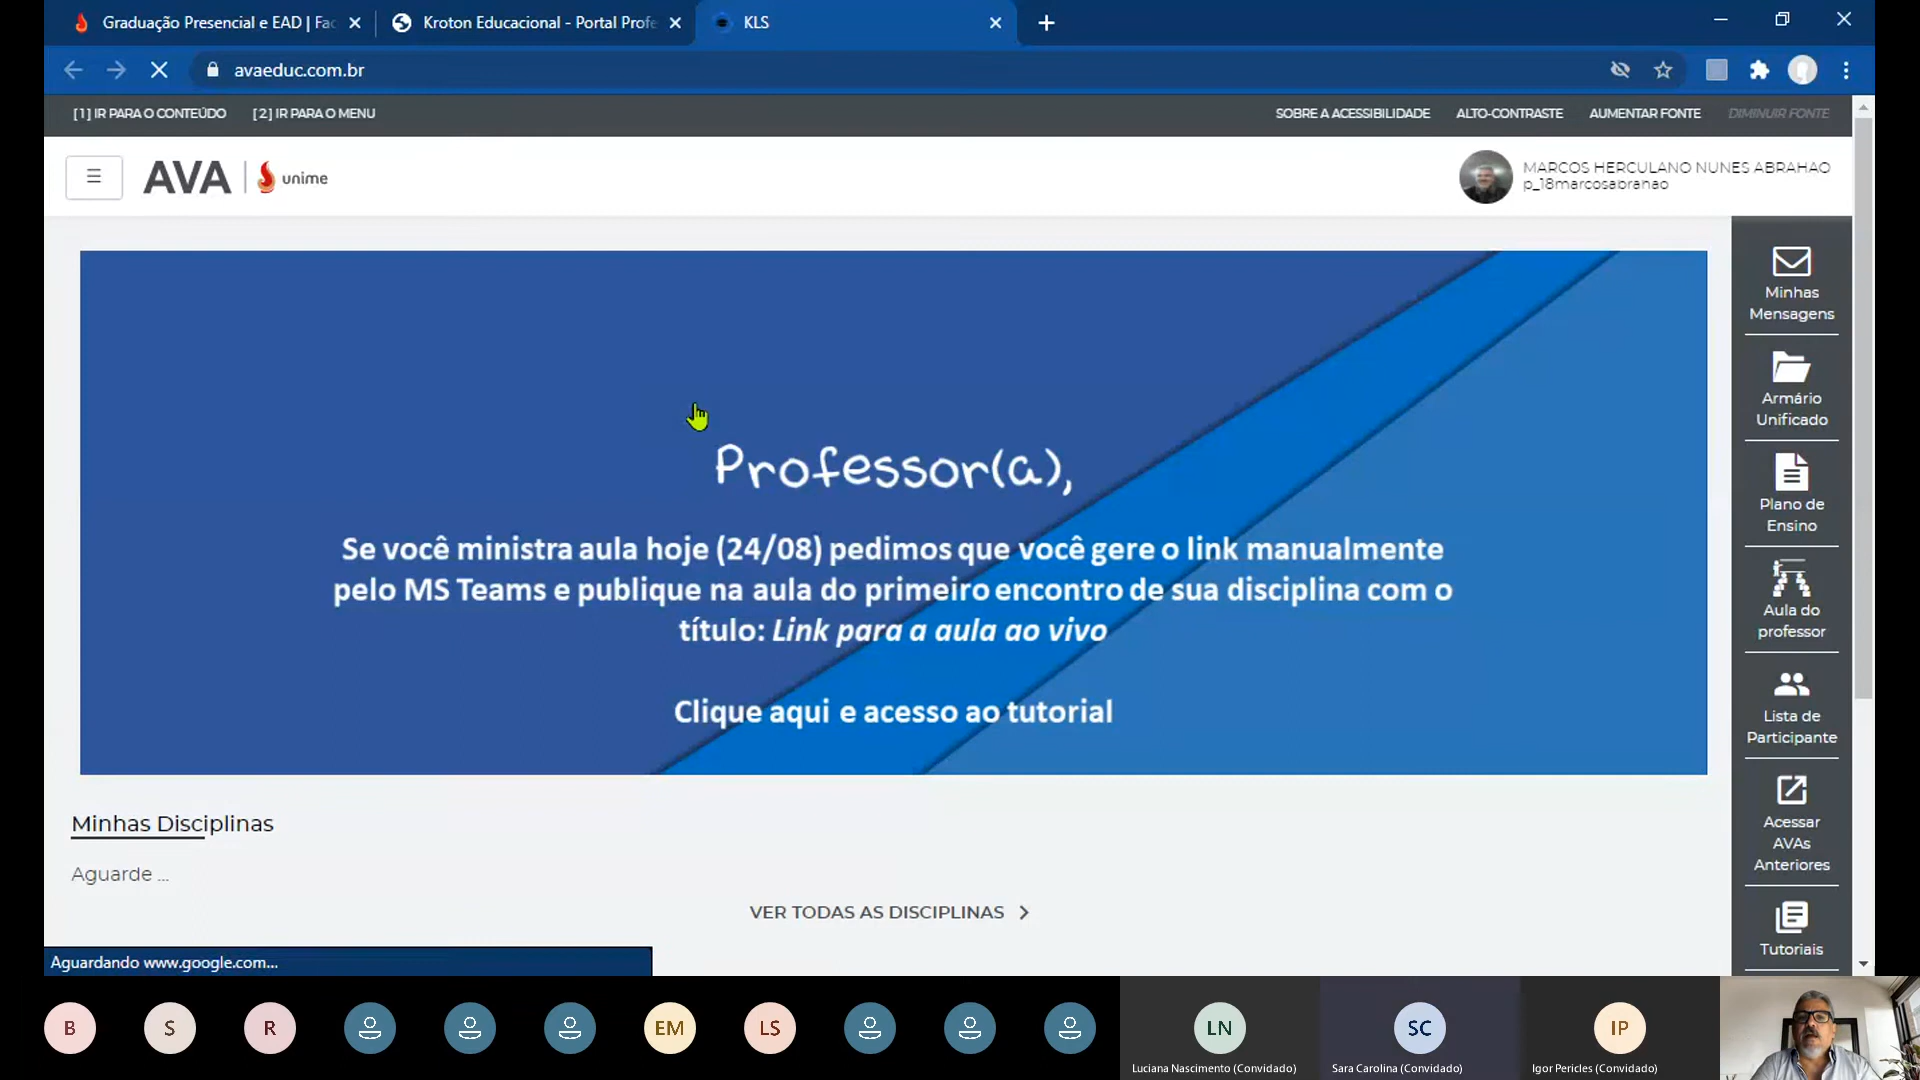 Graduação Presencial e EAD | Fac
Kroton Educacional - Portal Profe
KLS
avaeduc.com.br
[1] IR PARA O CONTEÚDO
[2] IR PARA O MENU
SOBRE A ACESSIBILIDADE
ALTO-CONTRASTE
AUMENTAR FONTE
DIMINUIR FONTE
AVA
unime
MARCOS HERCULANO NUNES ABRAHAO
p_18marcosabrahao
Professor(a),
Se você ministra aula hoje (24/08) pedimos que você gere o link manualmente
pelo MS Teams e publique na aula do primeiro encontro de sua disciplina com o
título: Link para a aula ao vivo
Clique aqui e acesso ao tutorial
Minhas
Mensagens
Armário
Unificado
Plano de
Ensino
Aula do
professor
Lista de
Participante
Acessar
AVAs
Anteriores
Tutoriais
Minhas Disciplinas
Aguarde ...
VER TODAS AS DISCIPLINAS
Aguardando www.google.com...
B
S
R
EM
LS
LN
SC
IP
Luciana Nascimento (Convidado)
Sara Carolina (Convidado)
Igor Pericles (Convidado)